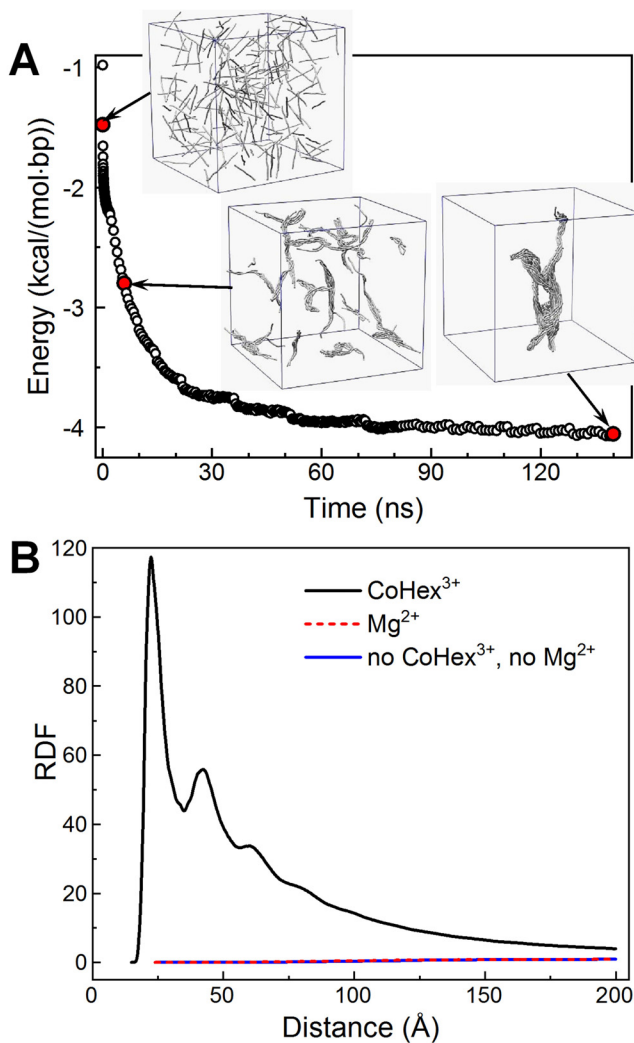 A
-1
-2
-3
-4
Energy (kcal/(mol·bp))
0 30 60 90 120
Time (ns)
B
120
100
80
60
40
20
0
RDF
CoHex³⁺
Mg²⁺
no CoHex³⁺, no Mg²⁺
0 50 100 150 200
Distance (Å)